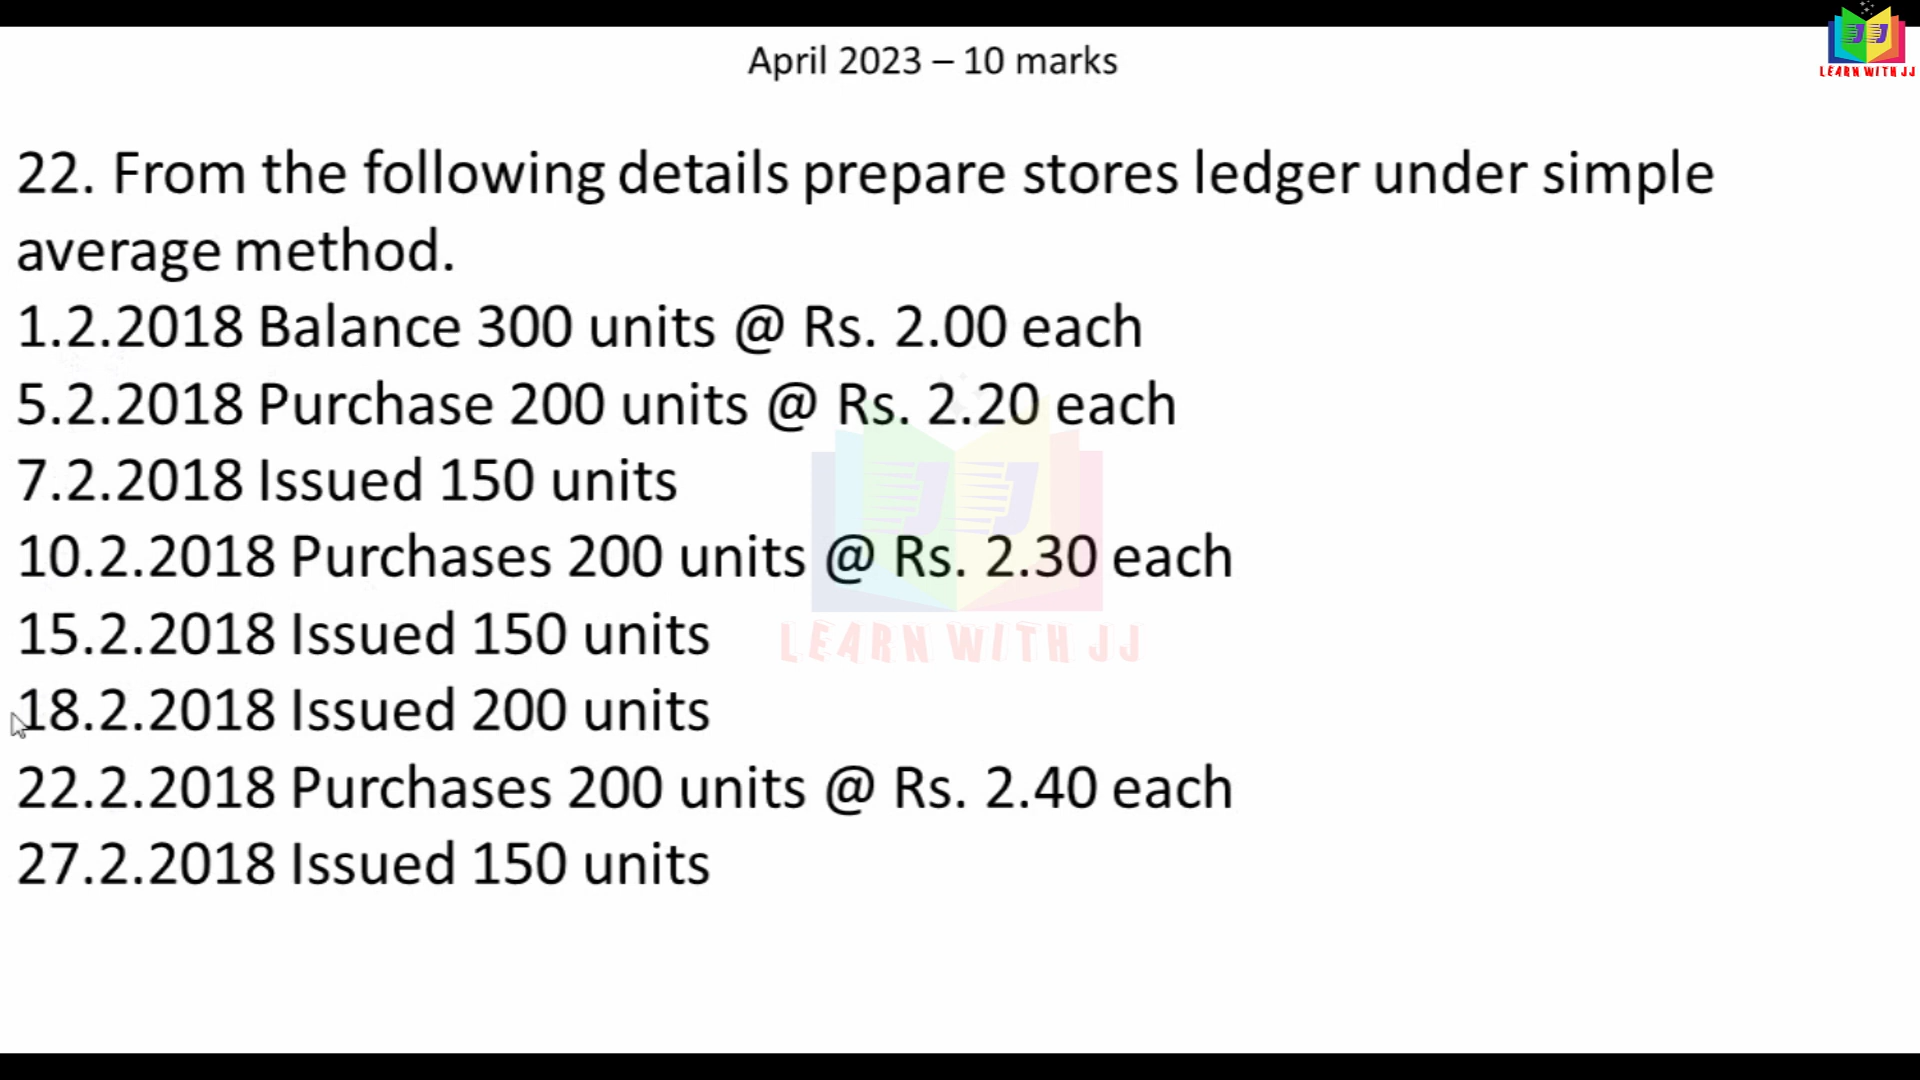 April 2023 – 10 marks
LEARN WITH JJ
22. From the following details prepare stores ledger under simple
average method.
1.2.2018 Balance 300 units @ Rs. 2.00 each
5.2.2018 Purchase 200 units @ Rs. 2.20 each
7.2.2018 Issued 150 units
10.2.2018 Purchases 200 units @ Rs. 2.30 each
15.2.2018 Issued 150 units
LEARN WITH JJ
18.2.2018 Issued 200 units
22.2.2018 Purchases 200 units @ Rs. 2.40 each
27.2.2018 Issued 150 units